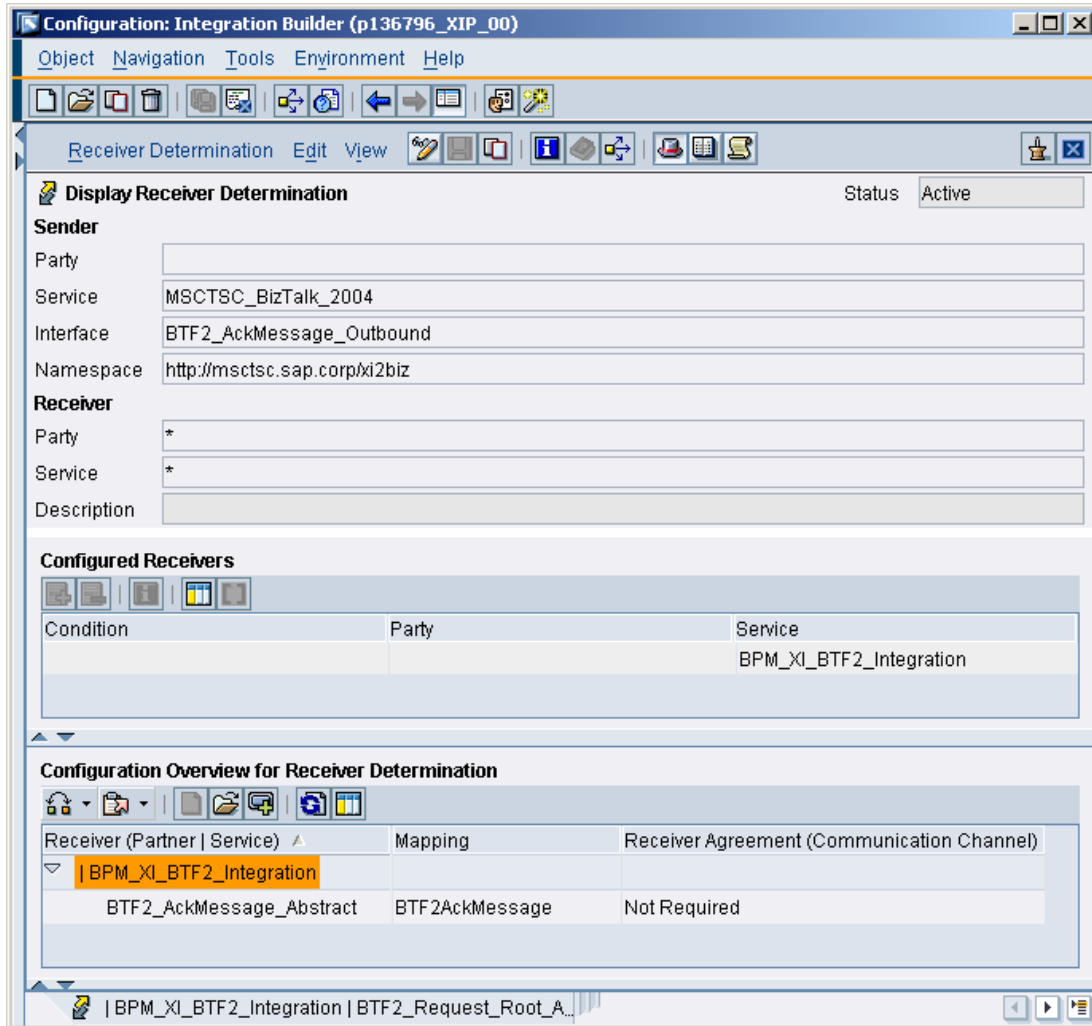 Configuration: Integration Builder (p136796_XIP_00)
Object Navigation Tools Environment Help
Receiver Determination Edit View
Display Receiver Determination Status Active
Sender
Party
Service MSCTSC_BizTalk_2004
Interface BTF2_AckMessage_Outbound
Namespace http://msctsc.sap.corp/xi2biz
Receiver
Party *
Service *
Description
Configured Receivers
Condition Party Service
BPM_XI_BTF2_Integration
Configuration Overview for Receiver Determination
Receiver (Partner | Service) Mapping Receiver Agreement (Communication Channel)
| BPM_XI_BTF2_Integration
BTF2_AckMessage_Abstract BTF2AckMessage Not Required
| BPM_XI_BTF2_Integration | BTF2_Request_Root_A...